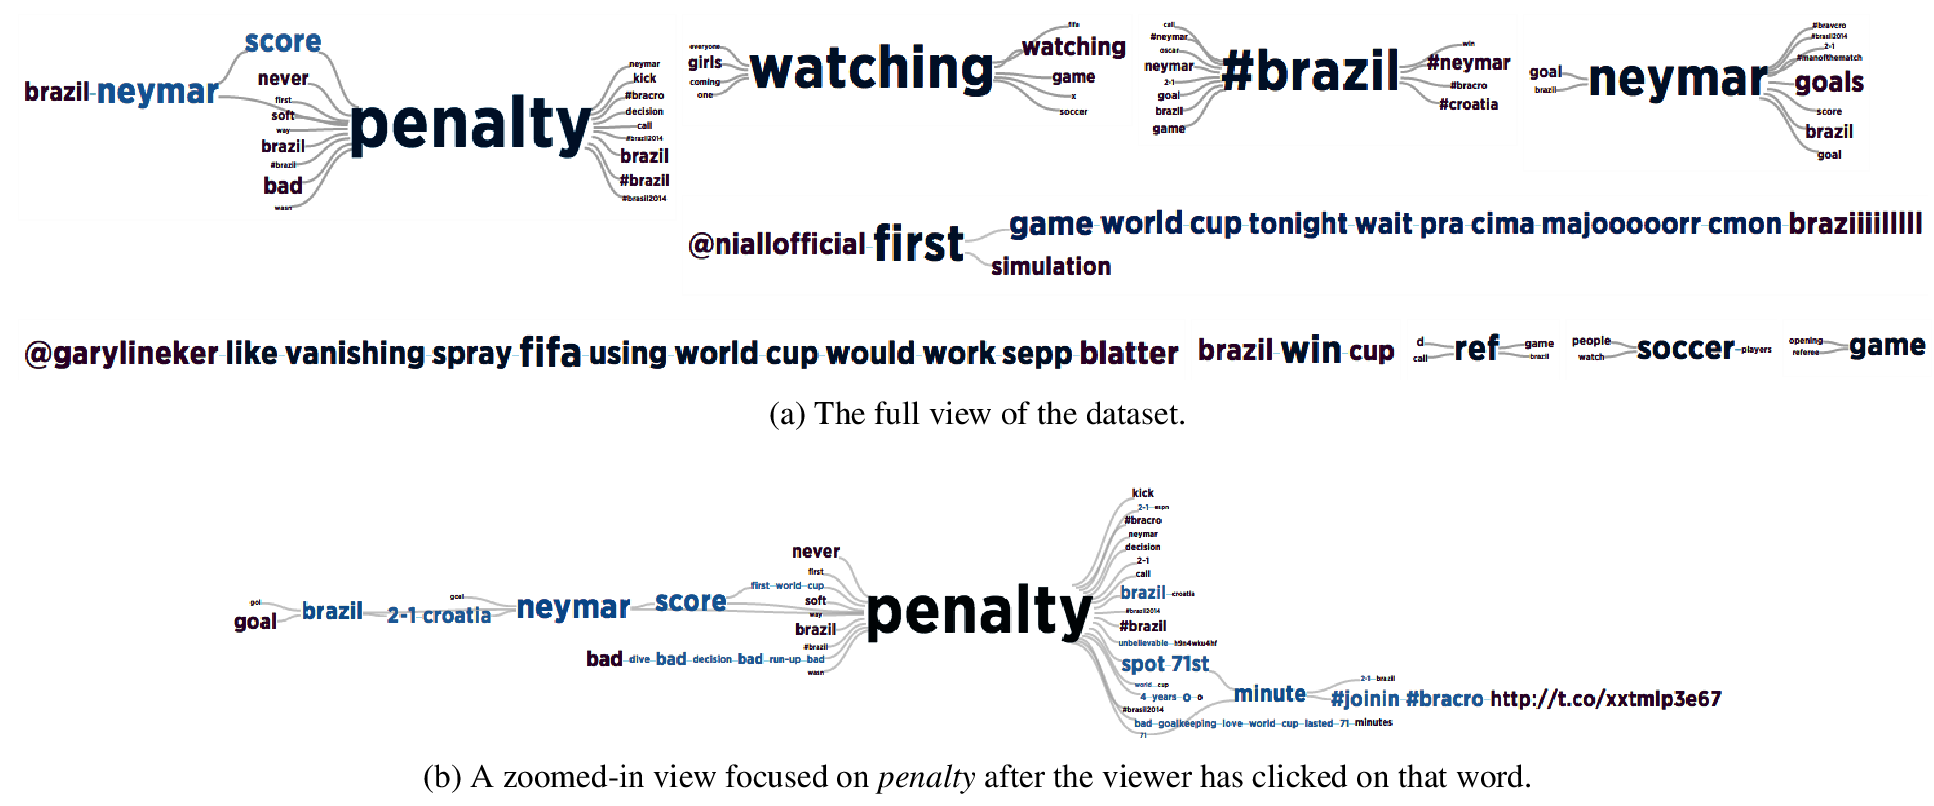 brazil neymar score
never
first
soft
way
brazil
#brazil
bad
wasn
penalty
neymar
kick
#bracro
decision
call
#brazil2014
brazil
#brazil
#brasil2014
everyone
girls
coming
one
watching
fifa
watching
game
x
soccer
call
#neymar
oscar
neymar
2-1
goal
brazil
game
#brazil
win
#neymar
#bracro
#croatia
goal
brazil
neymar
#bravcro
#brasil2014
2-1
#manofthematch
goals
score
brazil
goal
@niallofficial first
game world cup tonight wait pra cima majooooorr cmon braziiiilllll
simulation
@garylineker like vanishing spray fifa using world cup would work sepp blatter
brazil win cup
d
call
ref
game
brazil
people
watch
soccer players
opening
referee
game
(a) The full view of the dataset.
gol
goal
brazil 2-1 croatia
goal
neymar score
never
first
first world cup
soft
way
brazil
#brazil
bad dive bad decision bad run-up bad
wasn
penalty
kick
2-1 espn
#bracro
neymar
decision
2-1
call
brazil croatia
#brazil2014
#brazil
unbelievable h9n4wku4hf
spot 71st
world cup
4 years 0 0
#brasil2014
bad goalkeeping love world cup lasted 71 minutes
71
minute
2-1 brazil
#joinin #bracro http://t.co/xxtmlp3e67
(b) A zoomed-in view focused on penalty after the viewer has clicked on that word.